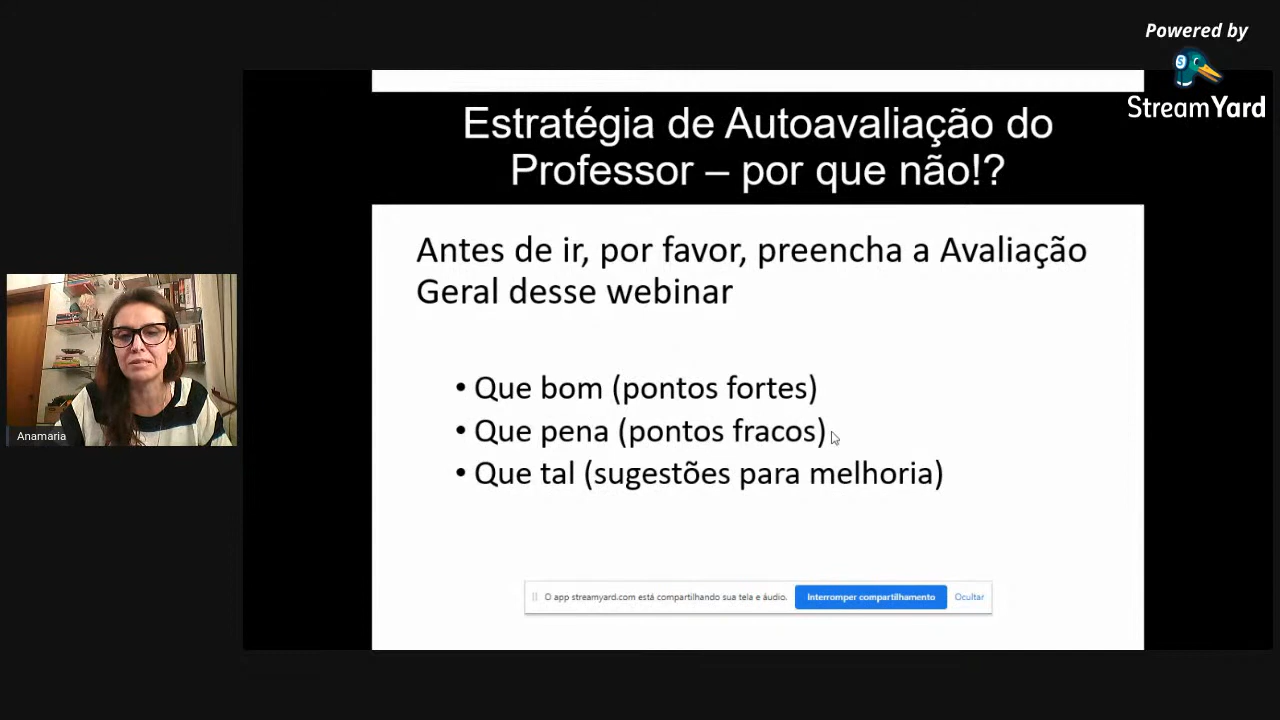 Powered by
StreamYard
Estratégia de Autoavaliação do
Professor – por que não!?
Antes de ir, por favor, preencha a Avaliação
Geral desse webinar
• Que bom (pontos fortes)
• Que pena (pontos fracos)
• Que tal (sugestões para melhoria)
Anamaria
O app streamyard.com está compartilhando sua tela e áudio.
Interromper compartilhamento
Ocultar